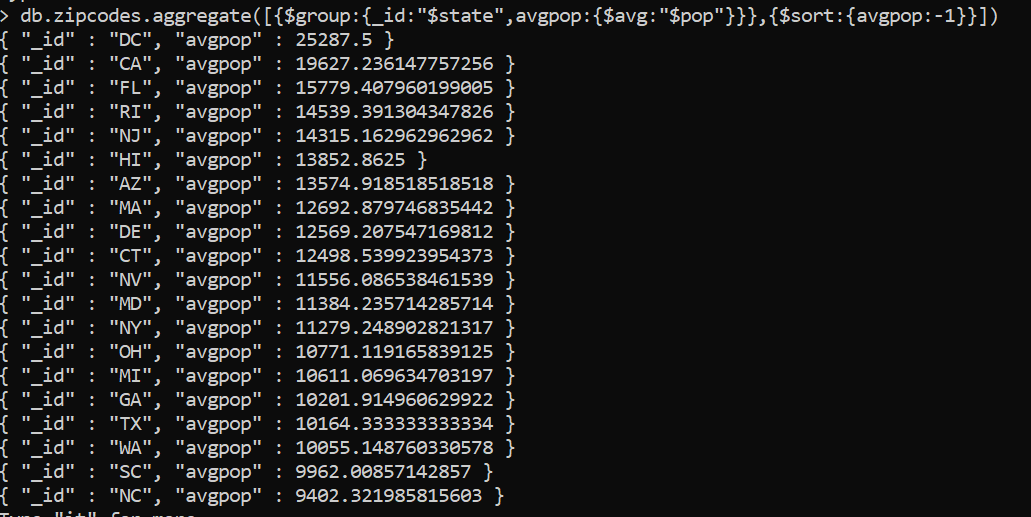 > db.zipcodes.aggregate([{$group:{_id:"$state",avgpop:{$avg:"$pop"}}},{$sort:{avgpop:-1}}])
{ "_id" : "DC", "avgpop" : 25287.5 }
{ "_id" : "CA", "avgpop" : 19627.236147757256 }
{ "_id" : "FL", "avgpop" : 15779.407960199005 }
{ "_id" : "RI", "avgpop" : 14539.391304347826 }
{ "_id" : "NJ", "avgpop" : 14315.162962962962 }
{ "_id" : "HI", "avgpop" : 13852.8625 }
{ "_id" : "AZ", "avgpop" : 13574.918518518518 }
{ "_id" : "MA", "avgpop" : 12692.879746835442 }
{ "_id" : "DE", "avgpop" : 12569.207547169812 }
{ "_id" : "CT", "avgpop" : 12498.539923954373 }
{ "_id" : "NV", "avgpop" : 11556.086538461539 }
{ "_id" : "MD", "avgpop" : 11384.235714285714 }
{ "_id" : "NY", "avgpop" : 11279.248902821317 }
{ "_id" : "OH", "avgpop" : 10771.119165839125 }
{ "_id" : "MI", "avgpop" : 10611.069634703197 }
{ "_id" : "GA", "avgpop" : 10201.914960629922 }
{ "_id" : "TX", "avgpop" : 10164.333333333334 }
{ "_id" : "WA", "avgpop" : 10055.148760330578 }
{ "_id" : "SC", "avgpop" : 9962.00857142857 }
{ "_id" : "NC", "avgpop" : 9402.321985815603 }
Type "it" for more